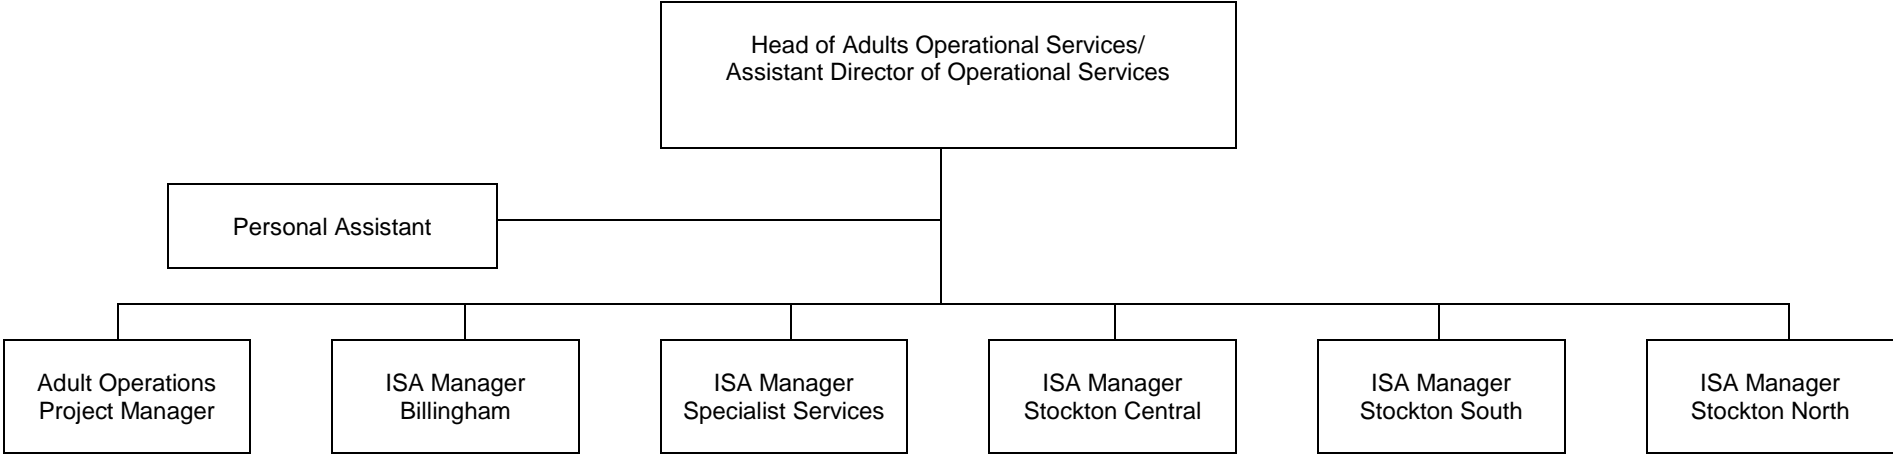 Head of Adults Operational Services/
Assistant Director of Operational Services
Personal Assistant
Adult Operations
Project Manager
ISA Manager
Billingham
ISA Manager
Specialist Services
ISA Manager
Stockton Central
ISA Manager
Stockton South
ISA Manager
Stockton North